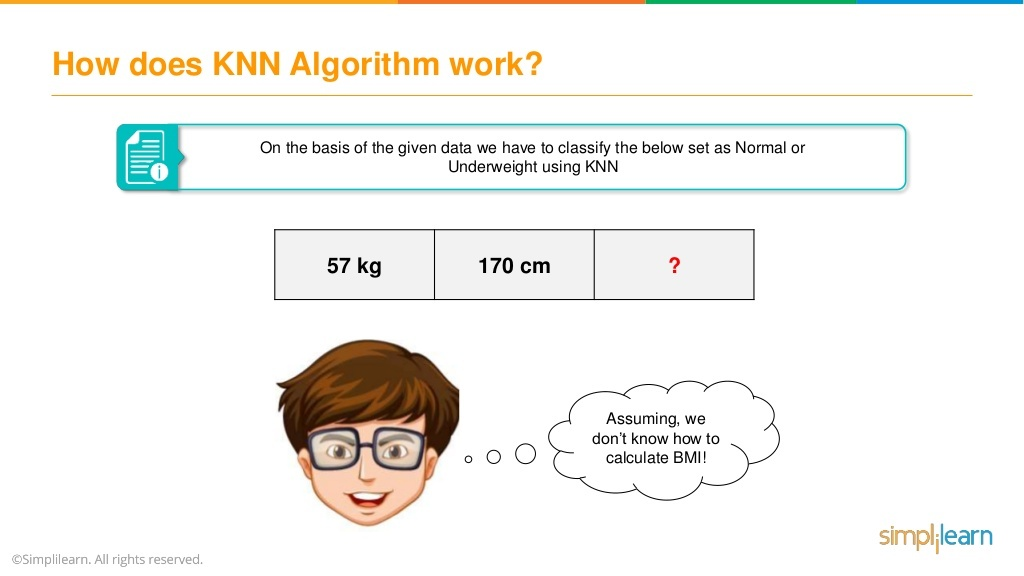 How does KNN Algorithm work?
On the basis of the given data we have to classify the below set as Normal or
Underweight using KNN
57 kg
170 cm
?
Assuming, we
don't know how to
calculate BMI!
simplilearn
©Simplilearn. All rights reserved.